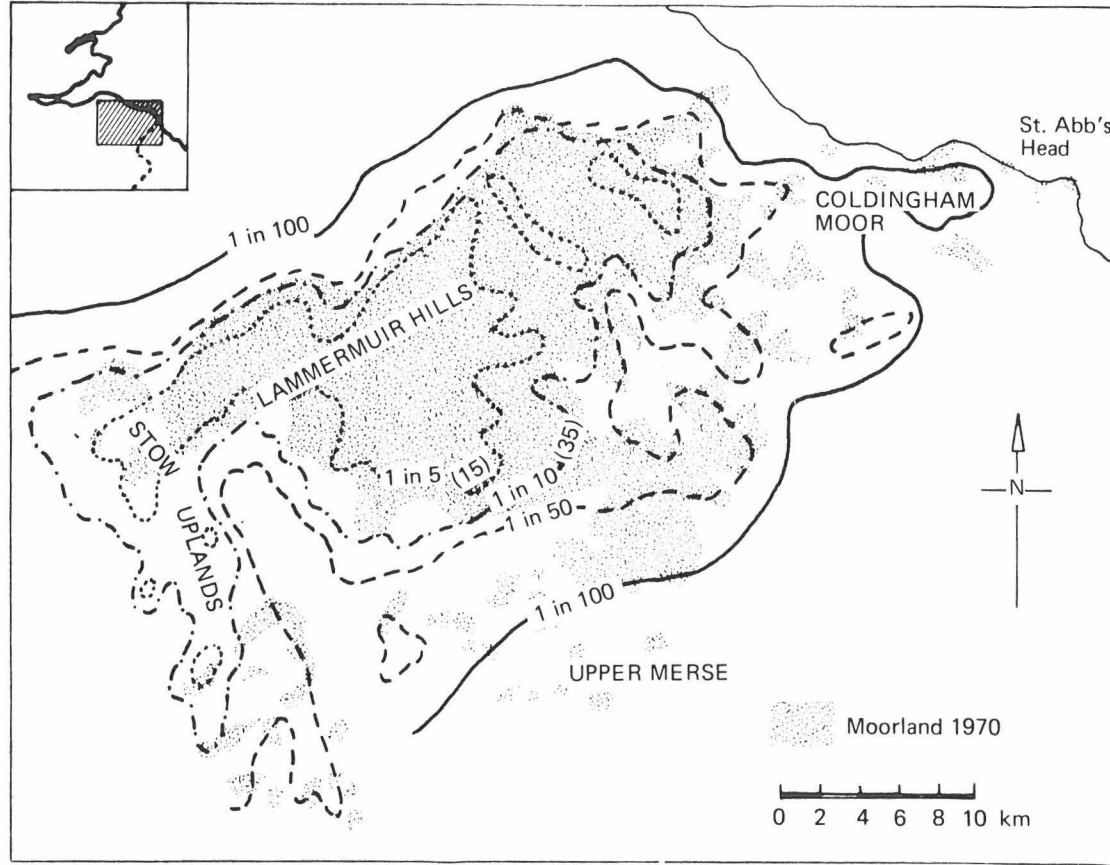 St. Abb's
Head
COLDINGHAM
MOOR
1 in 100
LAMMERMUIR HILLS
STOW
UPLANDS
1 in 5 (15)
1 in 10 (35)
1 in 50
1 in 100
N
UPPER MERSE
Moorland 1970
0 2 4 6 8 10 km